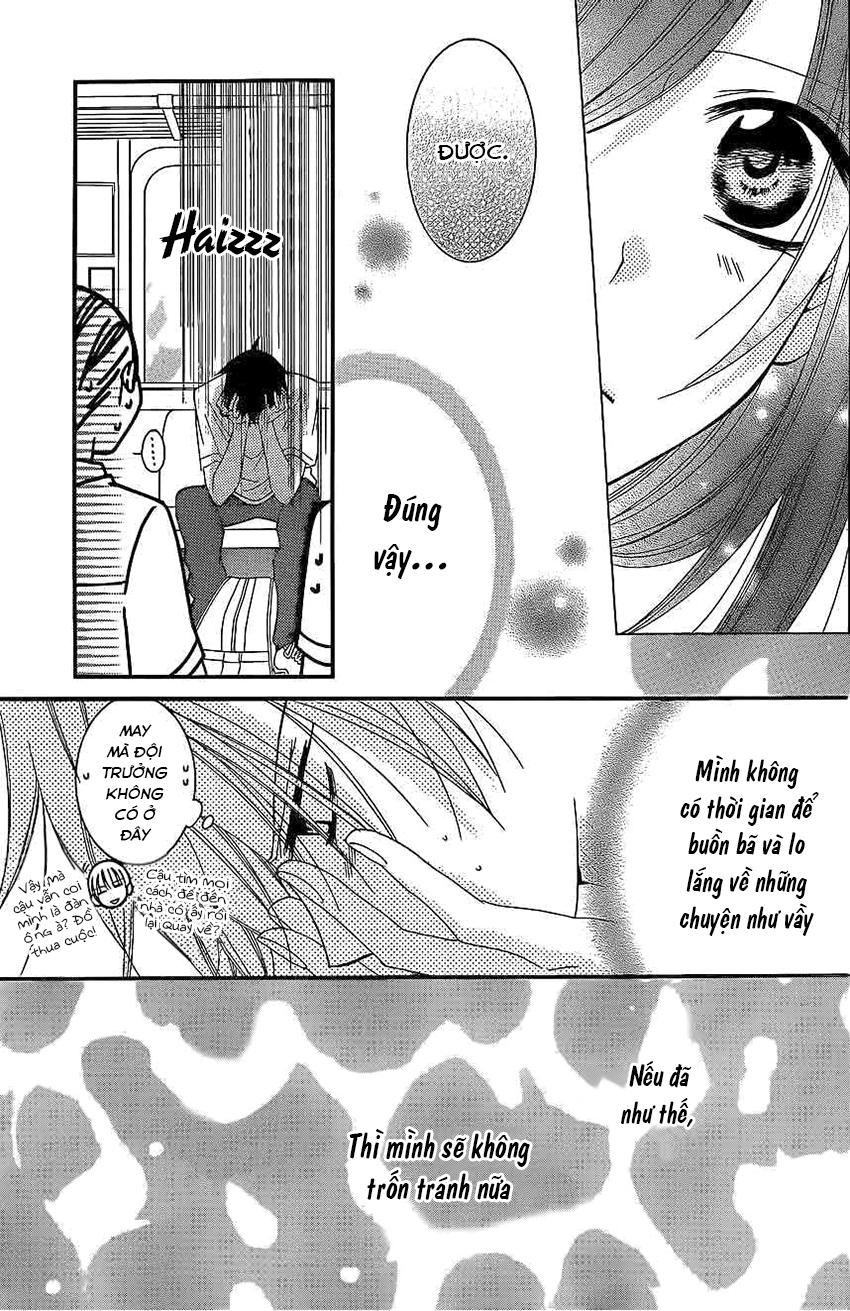 ĐƯỢC.
Haizzz
Đúng
vậy...
Mình không
có thời gian để
buồn bã và lo
lắng về những
chuyện như vầy
MAY
MÀ ĐỘI
TRƯỞNG
KHÔNG
CÓ Ở
ĐÂY
Cậu tìm mọi
cách để đến
nhà cô ấy rồi
lại quay về?
Vậy mà
cậu vẫn coi
mình là đàn
ông à? Đồ
thua cuộc!
Nếu đã
như thế,
Thì mình sẽ không
trốn tránh nữa